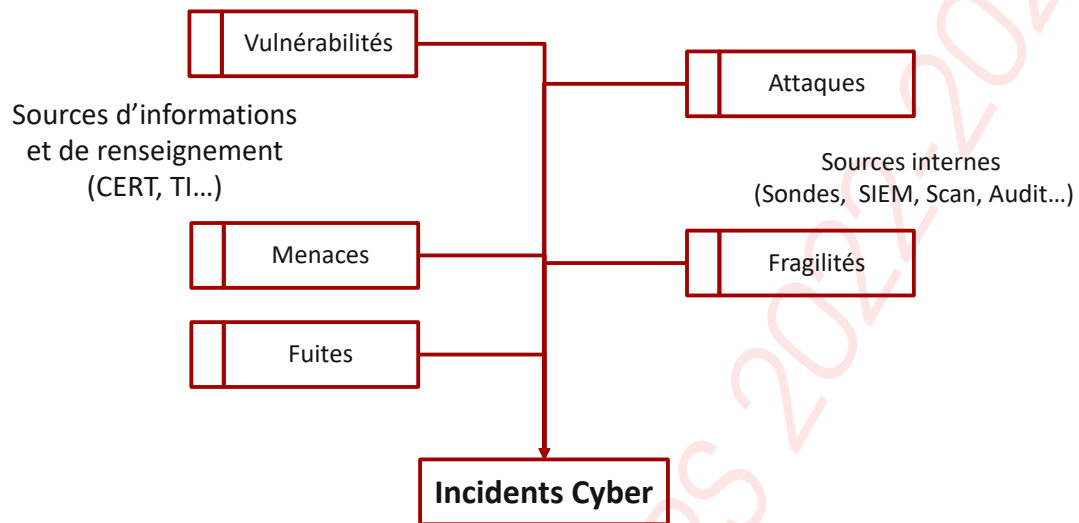 Vulnérabilités
Attaques
Sources d’informations
et de renseignement
(CERT, TI...)
Sources internes
(Sondes, SIEM, Scan, Audit...)
Menaces
Fragilités
Fuites
Incidents Cyber